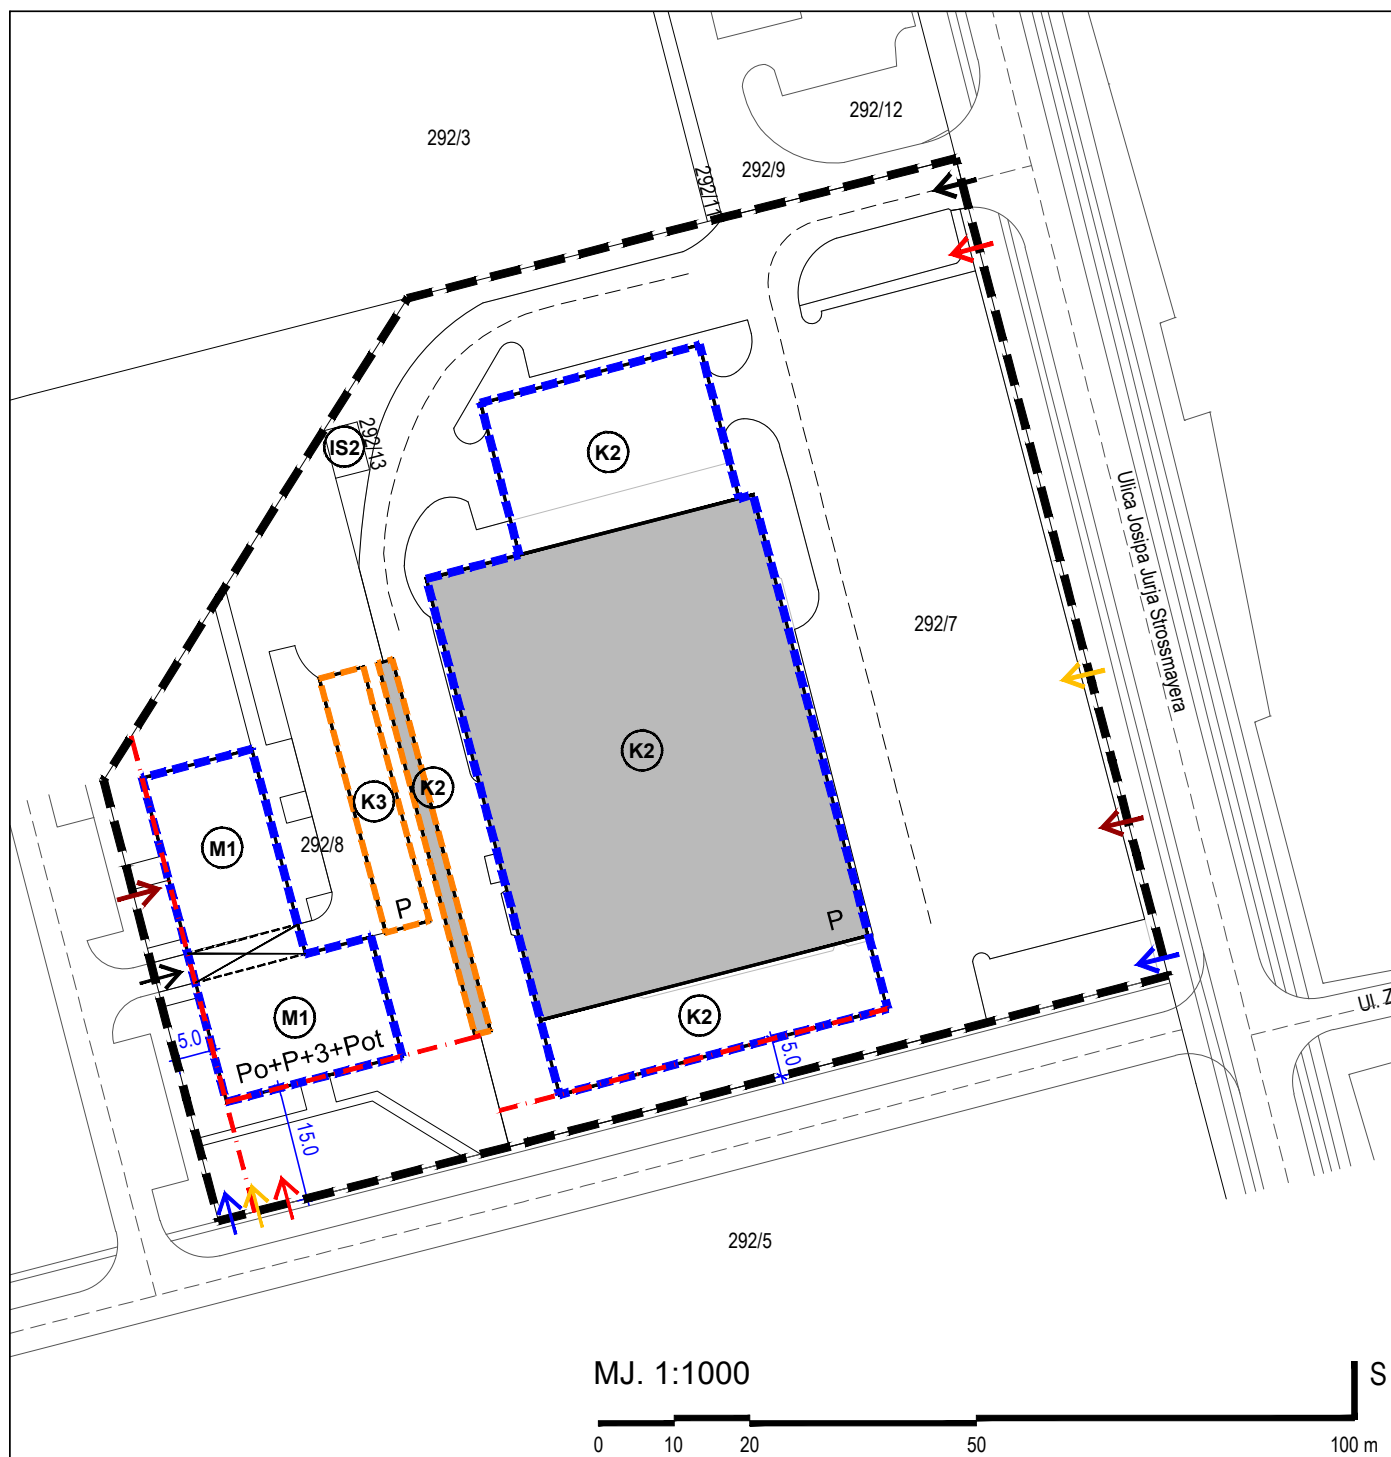 292/12
292/3
292/9
292/11
292/13
IS2
K2
Ulica Josipa Jurja Strossmayera
292/7
K2
K2
K3
M1
292/8
P
P
M1
K2
Ul. Z
5.0
5.0
Po+P+3+Pot
15.0
292/5
MJ. 1:1000
S
0 10 20 50 100 m